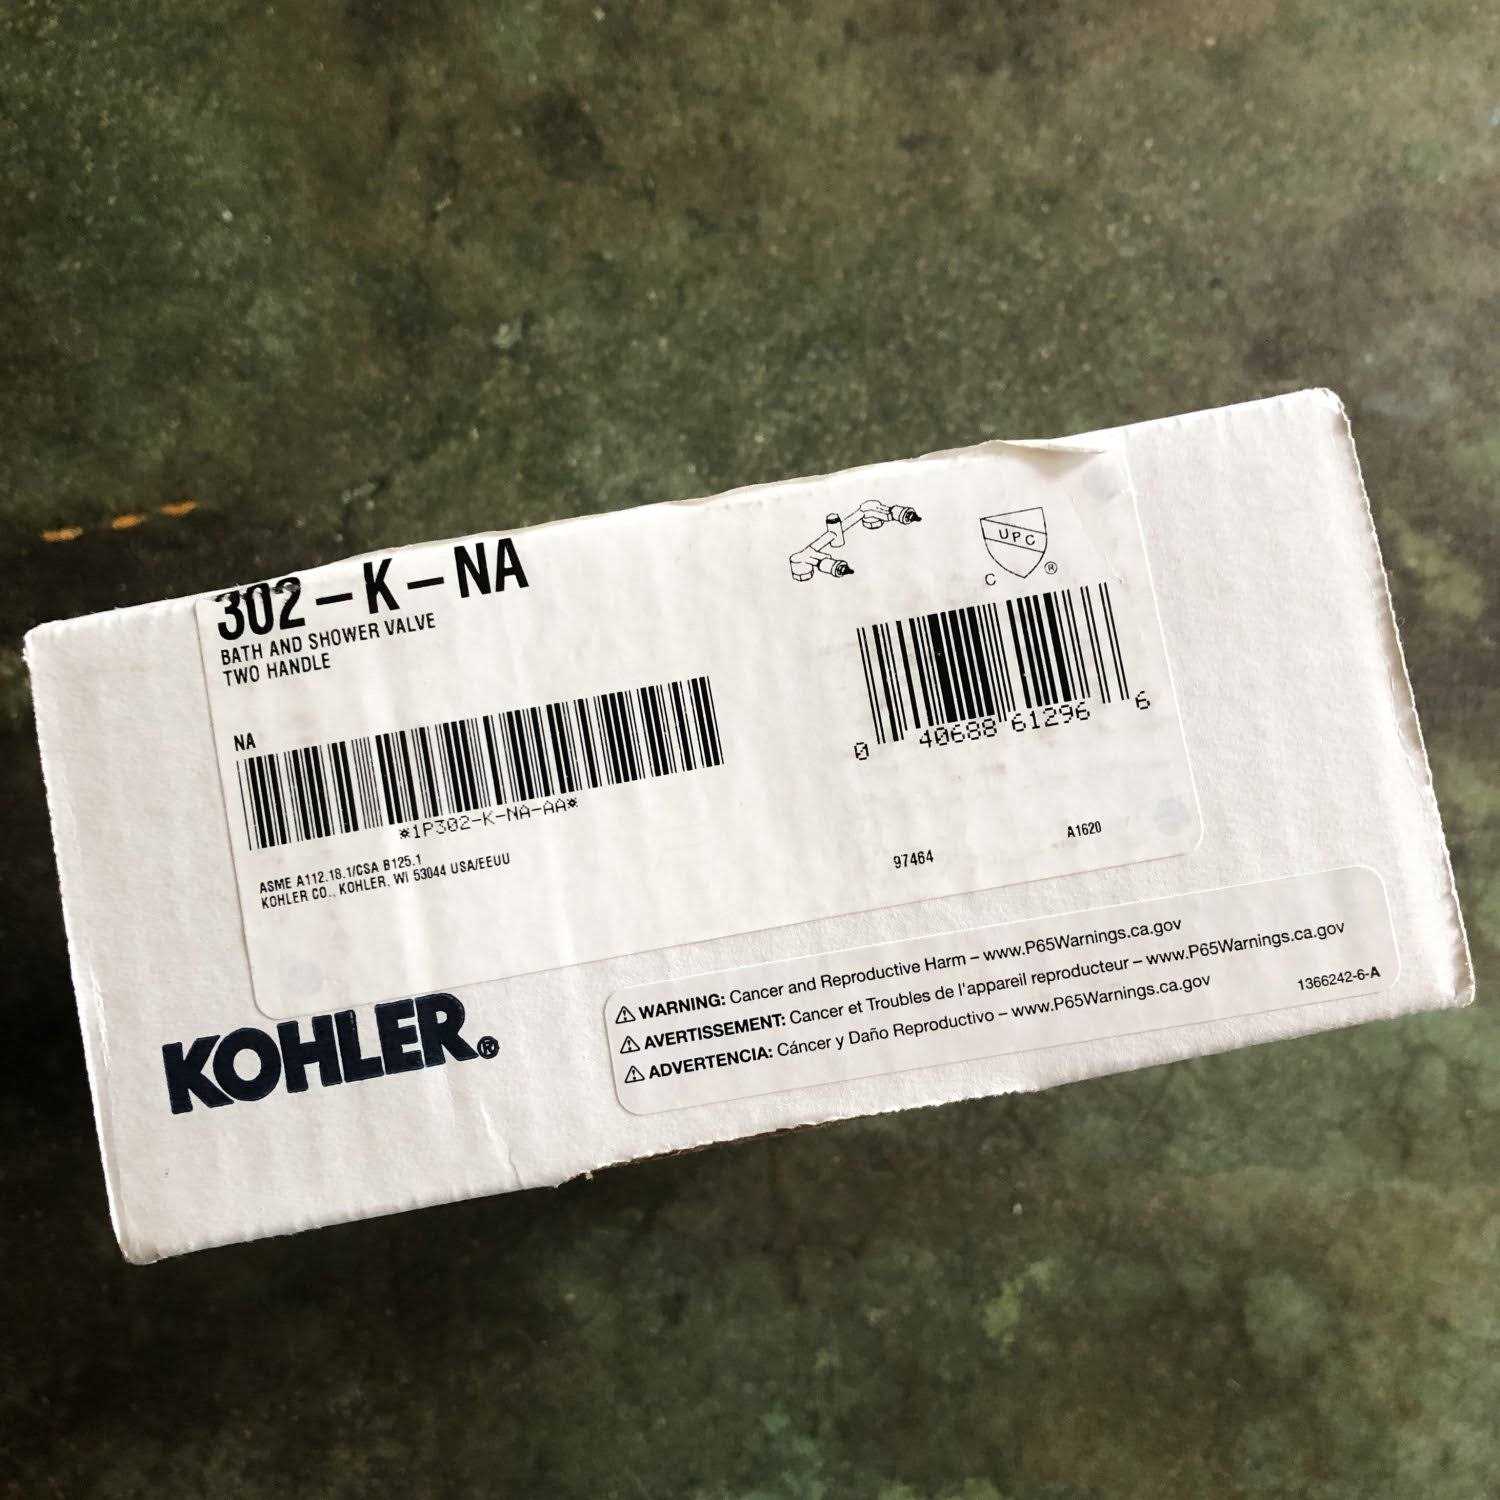 302-K-NA
BATH AND SHOWER VALVE
TWO HANDLE
UPC
C ®
NA
*1P302-K-NA-AA*
0 40688 61296 6
ASME A112.18.1/CSA B125.1
KOHLER CO., KOHLER, WI 53044 USA/EEUU
97464
A1620
KOHLER®
WARNING: Cancer and Reproductive Harm – www.P65Warnings.ca.gov
AVERTISSEMENT: Cancer et Troubles de l'appareil reproducteur – www.P65Warnings.ca.gov
ADVERTENCIA: Cáncer y Daño Reproductivo – www.P65Warnings.ca.gov
1366242-6-A